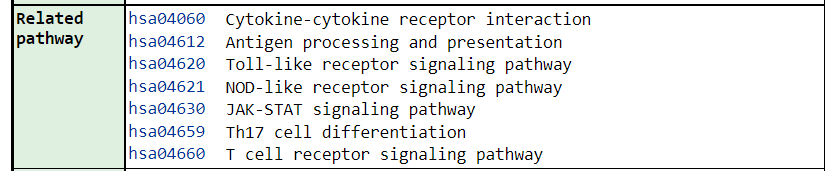 Related pathway
hsa04060 Cytokine-cytokine receptor interaction
hsa04612 Antigen processing and presentation
hsa04620 Toll-like receptor signaling pathway
hsa04621 NOD-like receptor signaling pathway
hsa04630 JAK-STAT signaling pathway
hsa04659 Th17 cell differentiation
hsa04660 T cell receptor signaling pathway